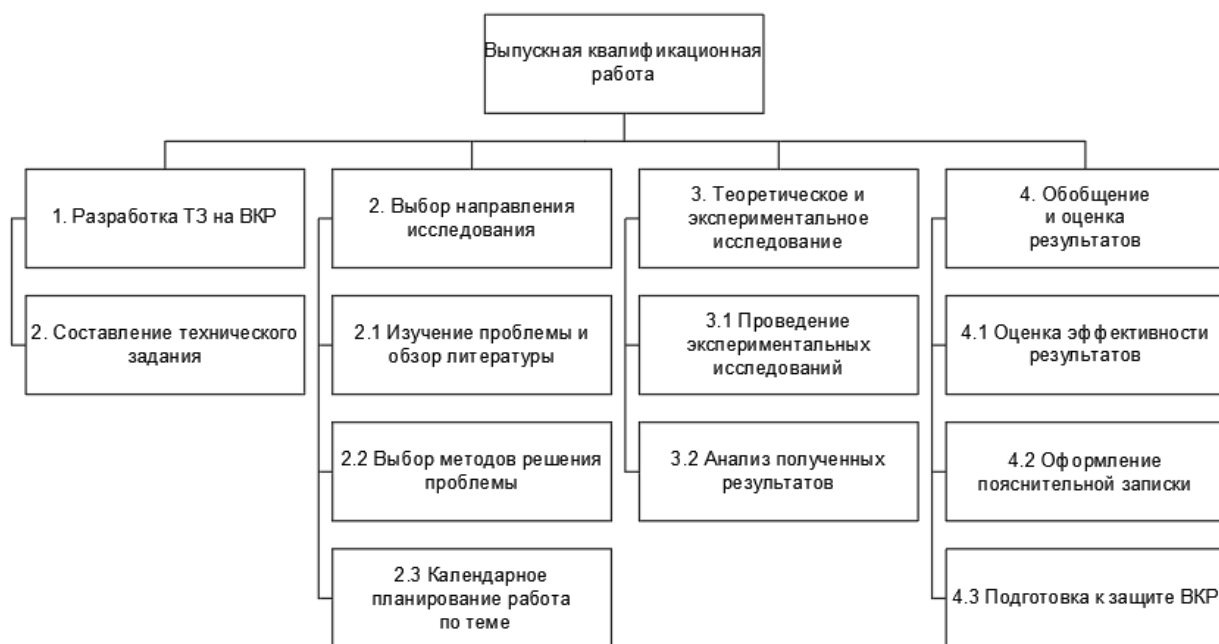 Выпускная квалификационная
работа
1. Разработка ТЗ на ВКР
2. Выбор направления
исследования
3. Теоретическое и
экспериментальное
исследование
4. Обобщение
и оценка
результатов
2. Составление технического
задания
2.1 Изучение проблемы и
обзор литературы
3.1 Проведение
экспериментальных
исследований
4.1 Оценка эффективности
результатов
2.2 Выбор методов решения
проблемы
3.2 Анализ полученных
результатов
4.2 Оформление
пояснительной записки
2.3 Календарное
планирование работа
по теме
4.3 Подготовка к защите ВКР